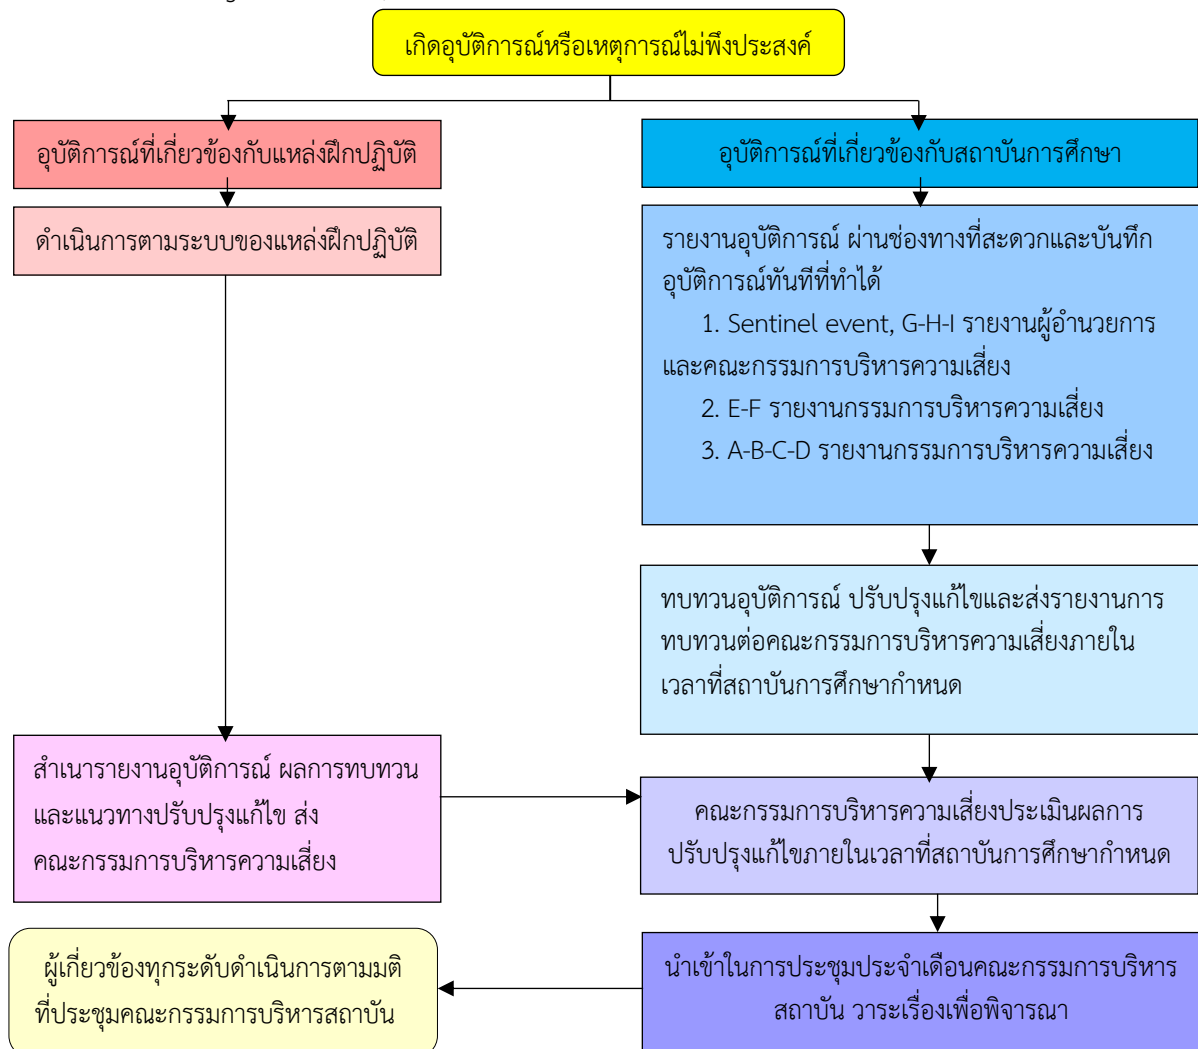 เกิดอุบัติการณ์หรือเหตุการณ์ไม่พึงประสงค์
อุบัติการณ์ที่เกี่ยวข้องกับแหล่งฝึกปฏิบัติ
อุบัติการณ์ที่เกี่ยวข้องกับสถาบันการศึกษา
ดำเนินการตามระบบของแหล่งฝึกปฏิบัติ
รายงานอุบัติการณ์ ผ่านช่องทางที่สะดวกและบันทึก
อุบัติการณ์ทันทีที่ทำได้
1. Sentinel event, G-H-I รายงานผู้อำนวยการ
และคณะกรรมการบริหารความเสี่ยง
2. E-F รายงานกรรมการบริหารความเสี่ยง
3. A-B-C-D รายงานกรรมการบริหารความเสี่ยง
ทบทวนอุบัติการณ์ ปรับปรุงแก้ไขและส่งรายงานการ
ทบทวนต่อคณะกรรมการบริหารความเสี่ยงภายใน
เวลาที่สถาบันการศึกษากำหนด
สำเนารายงานอุบัติการณ์ ผลการทบทวน
และแนวทางปรับปรุงแก้ไข ส่ง
คณะกรรมการบริหารความเสี่ยง
คณะกรรมการบริหารความเสี่ยงประเมินผลการ
ปรับปรุงแก้ไขภายในเวลาที่สถาบันการศึกษากำหนด
นำเข้าในการประชุมประจำเดือนคณะกรรมการบริหาร
สถาบัน วาระเรื่องเพื่อพิจารณา
ผู้เกี่ยวข้องทุกระดับดำเนินการตามมติ
ที่ประชุมคณะกรรมการบริหารสถาบัน